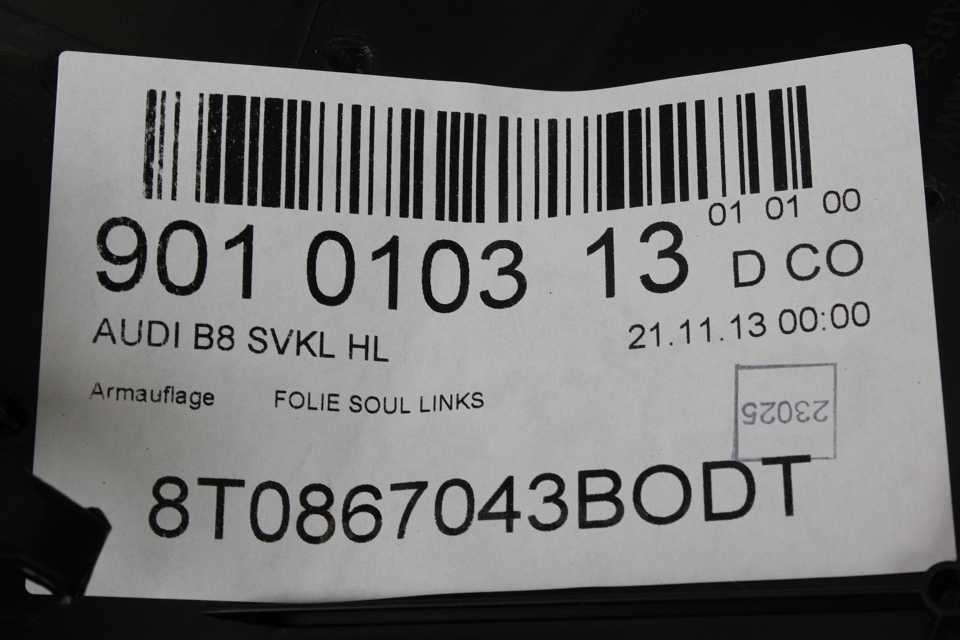 01 01 00
901 0103 13 D CO
AUDI B8 SVKL HL 21.11.13 00:00
Armauflage FOLIE SOUL LINKS
23025
8T0867043BODT